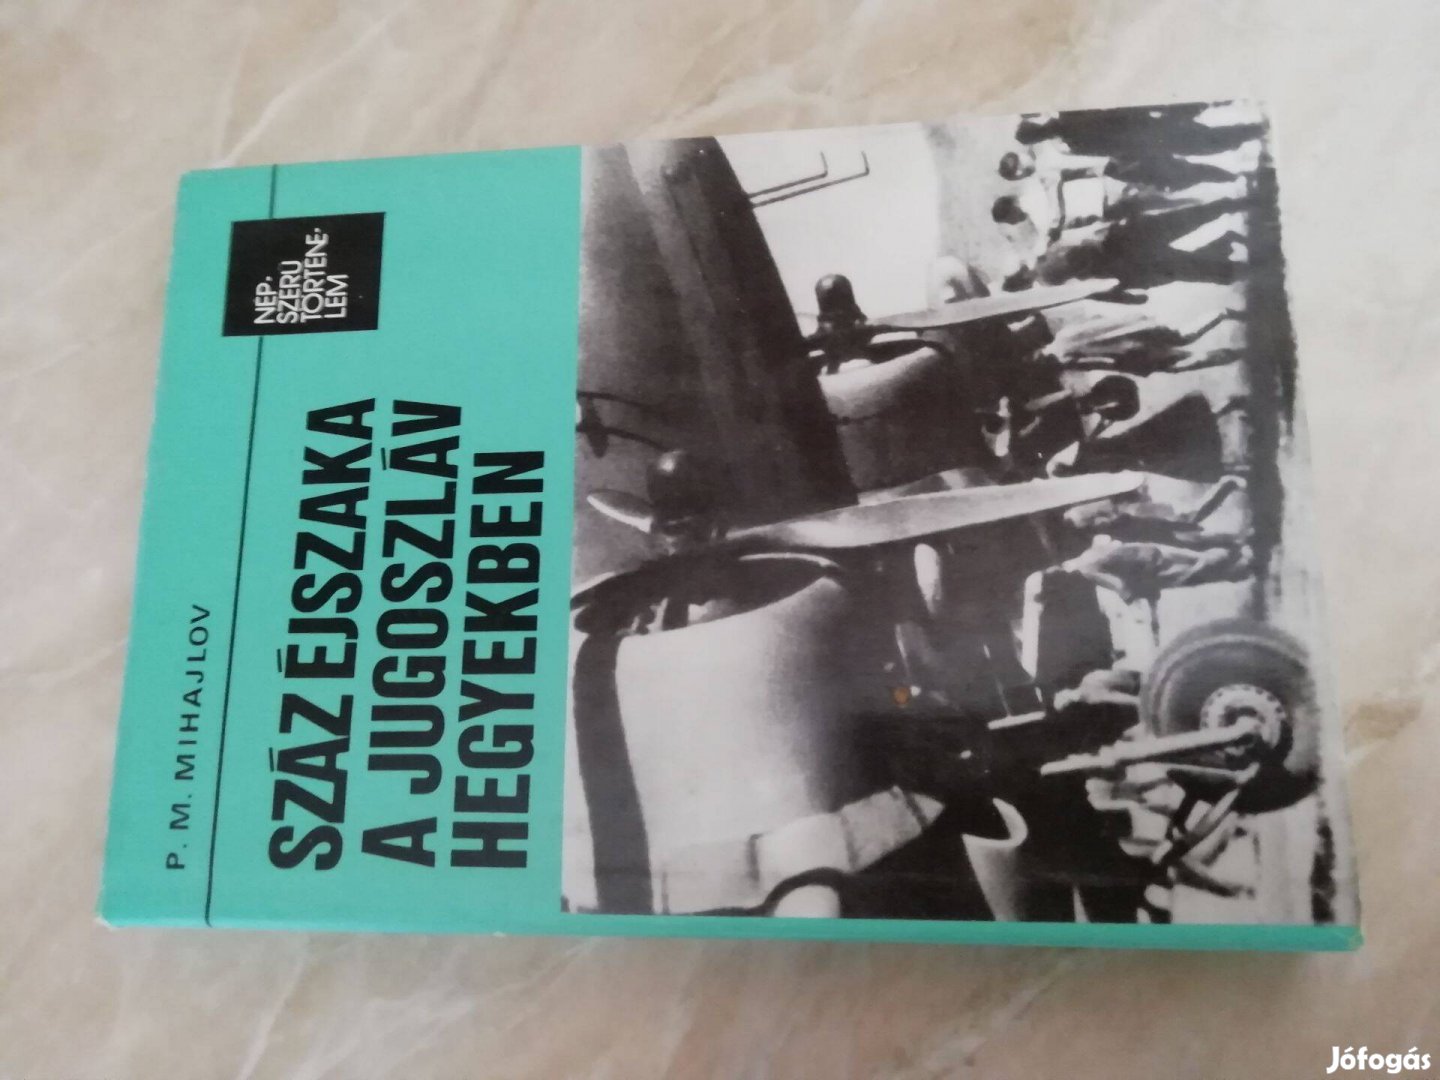 P. M. MIHAJLOV
NÉP-
SZERŰ
TÖRTÉNE-
LEM
SZÁZ ÉJSZAKA
A JUGOSZLÁV
HEGYEKBEN
Jófogás